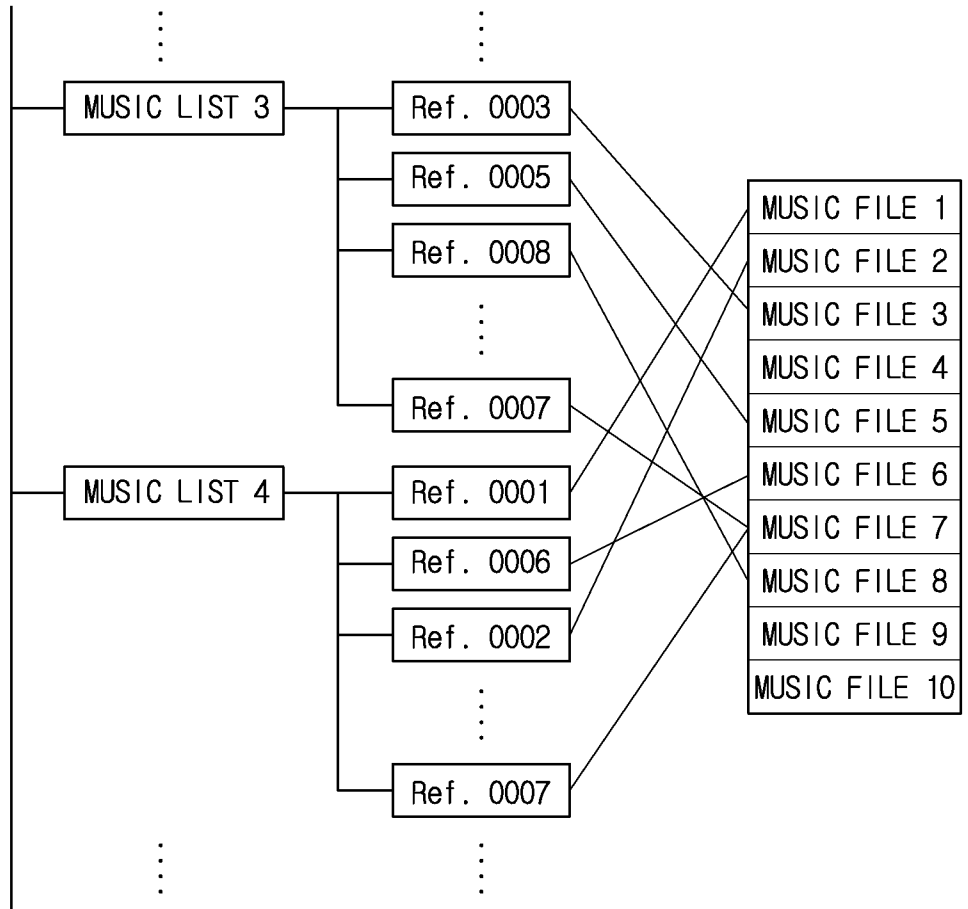 MUSIC LIST 3
Ref. 0003
Ref. 0005
Ref. 0008
Ref. 0007
MUSIC LIST 4
Ref. 0001
Ref. 0006
Ref. 0002
Ref. 0007
MUSIC FILE 1
MUSIC FILE 2
MUSIC FILE 3
MUSIC FILE 4
MUSIC FILE 5
MUSIC FILE 6
MUSIC FILE 7
MUSIC FILE 8
MUSIC FILE 9
MUSIC FILE 10